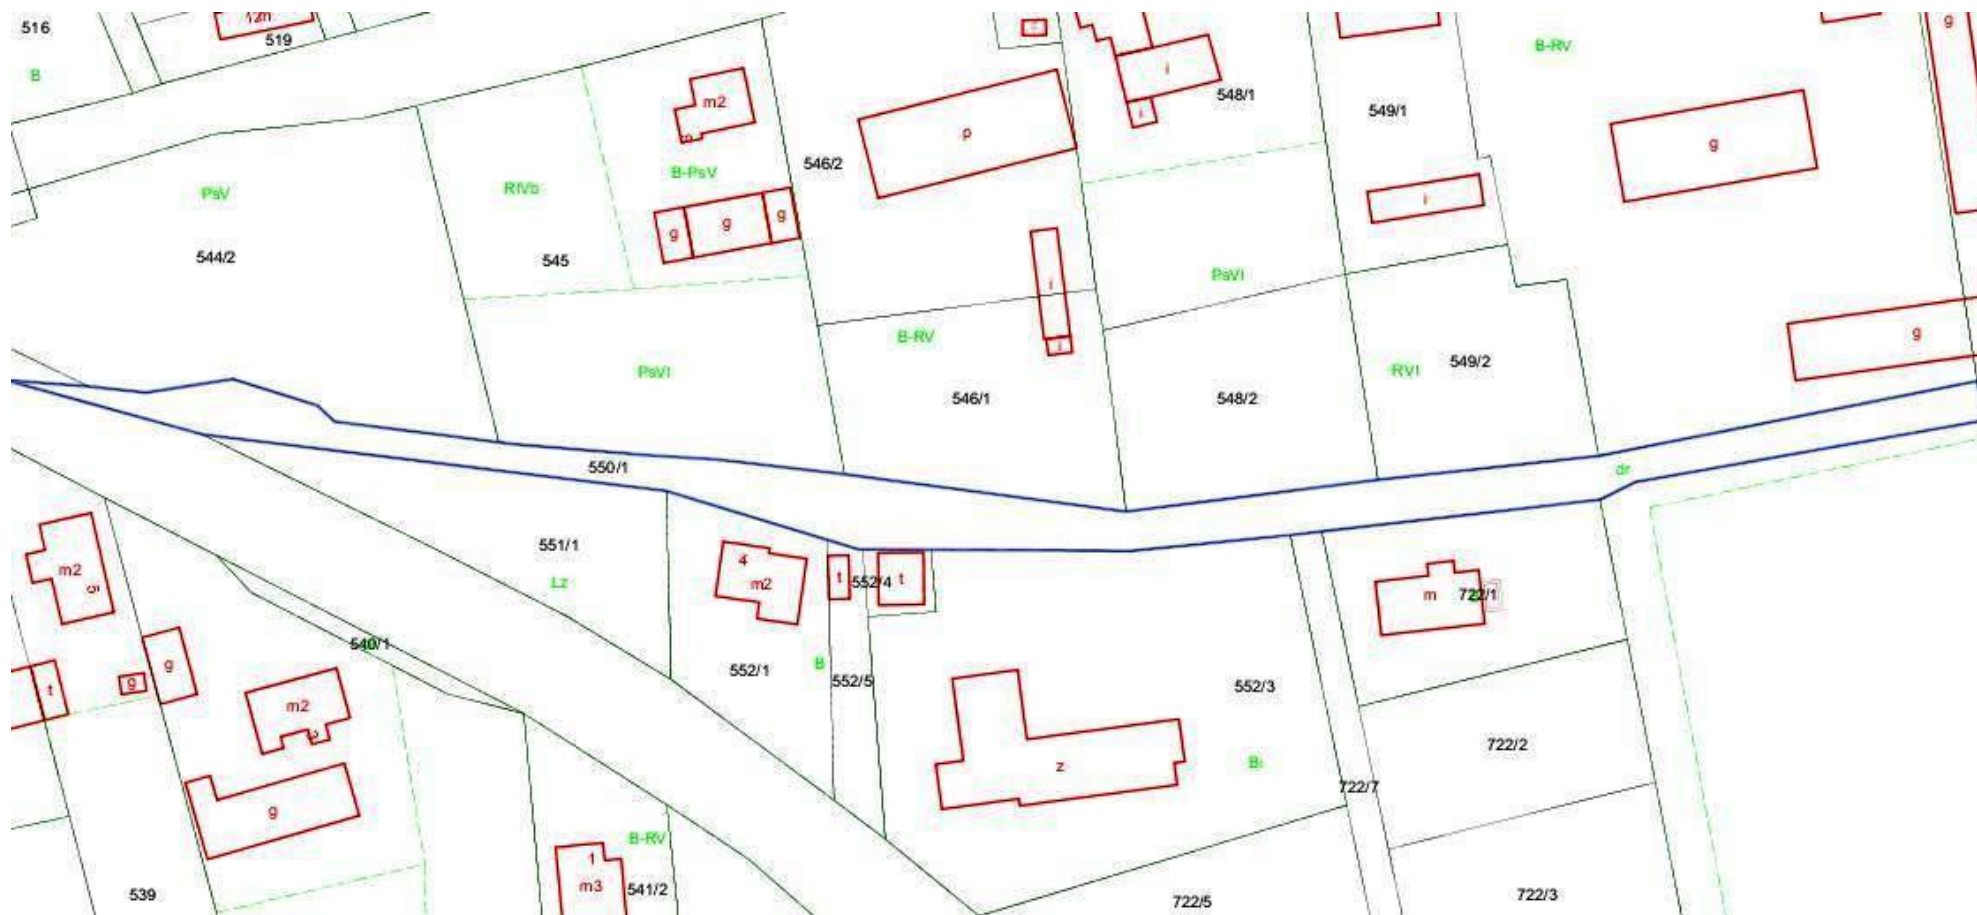 516
12m
519
B
B-RV
g
m2
i
548/1
549/1
p
g
546/2
B-PsV
PsV
RIVb
i
g
g
g
544/2
545
PsVI
i
B-RV
g
PsVI
RVI
549/2
546/1
548/2
550/1
dr
551/1
4
m2
t
552/4
t
Lz
m2
5
m
722/1
540/1
B
552/1
552/5
552/3
g
g
t
m2
3
z
Bi
722/2
722/7
g
B-RV
1
m3
541/2
539
722/5
722/3